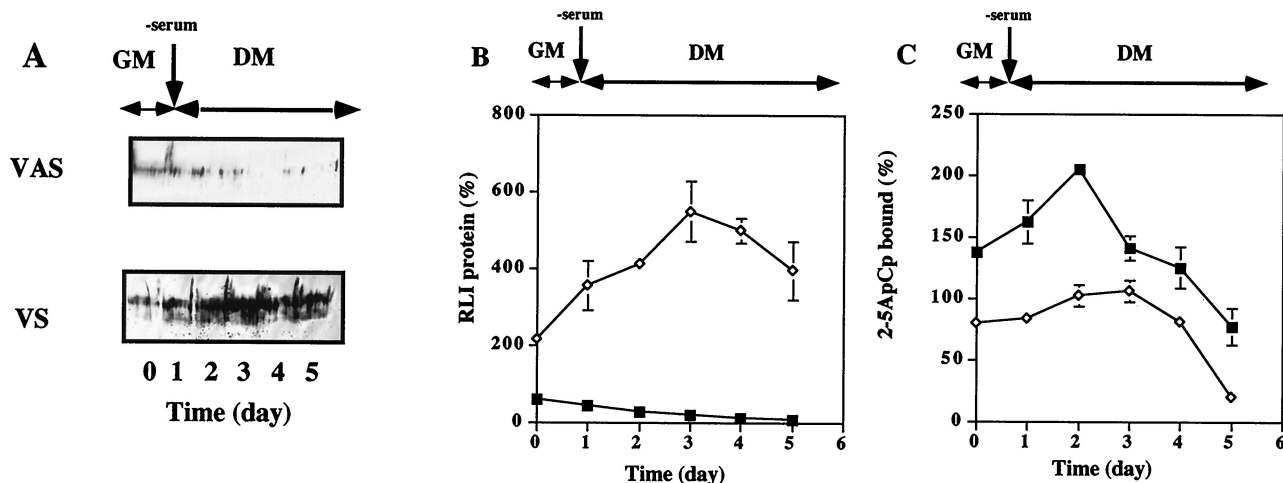 A
-serum
GM
DM
VAS
VS
0 1 2 3 4 5
Time (day)
B
-serum
GM
DM
RLI protein (%)
800
600
400
200
0
0 1 2 3 4 5 6
Time (day)
C
-serum
GM
DM
2-5ApCp bound (%)
250
200
150
100
50
0
0 1 2 3 4 5 6
Time (day)